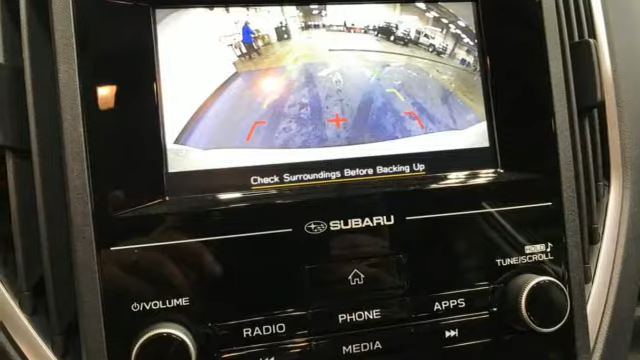 Check Surroundings Before Backing Up
SUBARU
HOLD
TUNE/SCROLL
VOLUME
RADIO
PHONE
APPS
MEDIA